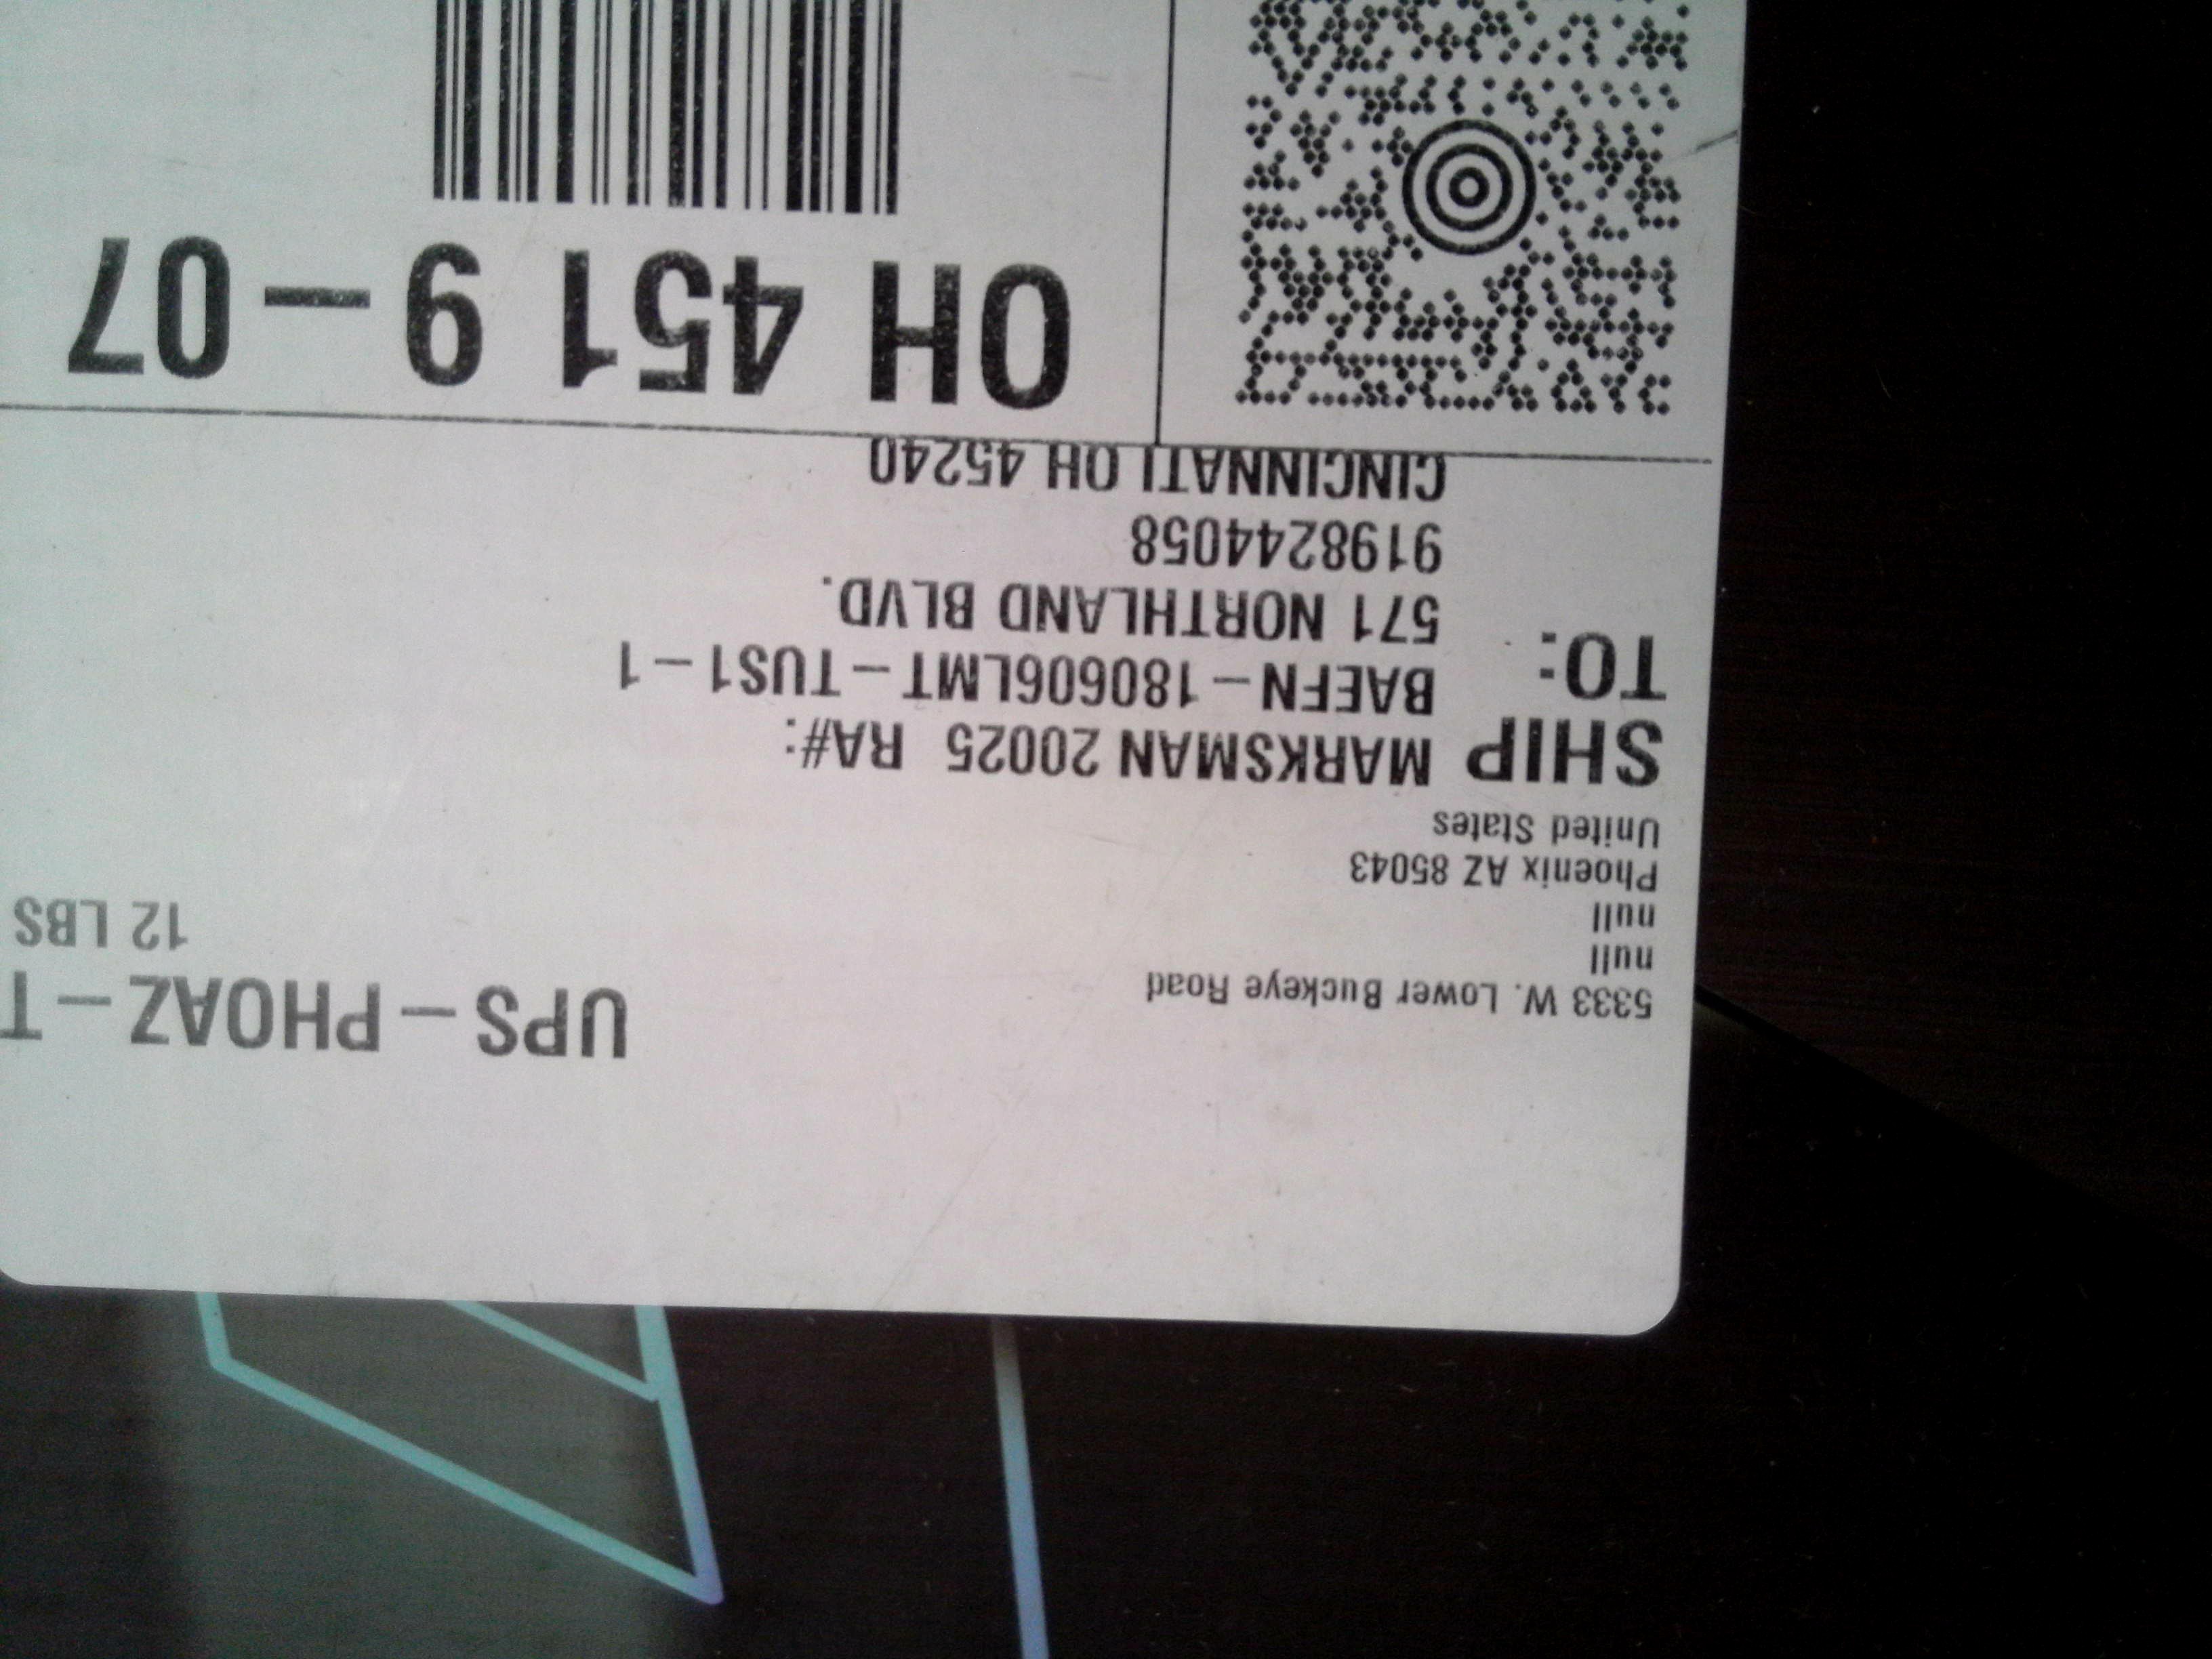 UPS - PHOAZ - T
12 LBS
5333 W. Lower Buckeye Road
null
null
Phoenix AZ 85043
United States
SHIP TO:
MARKSMAN 20025 RA#:
BAEFN - 180606LMT - TUS1 - 1
571 NORTHLAND BLVD.
9198244058
CINCINNATI OH 45240
OH 451 9 - 07